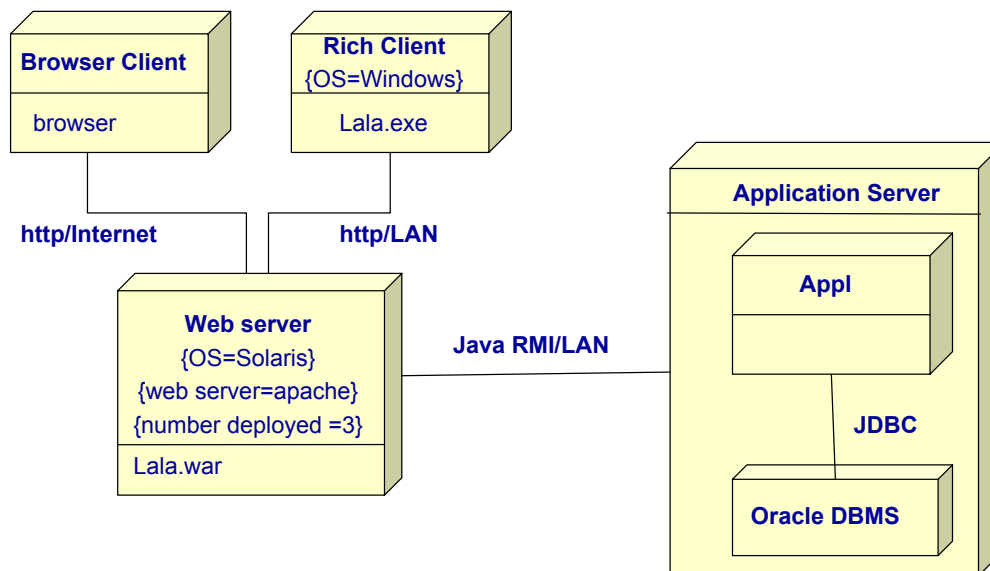 Browser Client
browser
Rich Client
{OS=Windows}
Lala.exe
http/Internet
http/LAN
Web server
{OS=Solaris}
{web server=apache}
{number deployed =3}
Lala.war
Java RMI/LAN
Application Server
Appl
JDBC
Oracle DBMS